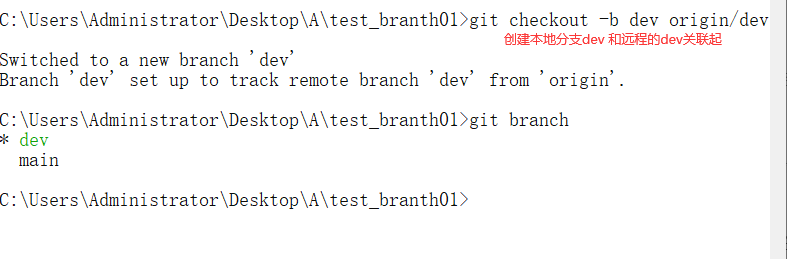 C:\Users\Administrator\Desktop\A\test_branth01>git checkout -b dev origin/dev
创建本地分支dev 和远程的dev关联起
Switched to a new branch 'dev'
Branch 'dev' set up to track remote branch 'dev' from 'origin'.
C:\Users\Administrator\Desktop\A\test_branth01>git branch
* dev
main
C:\Users\Administrator\Desktop\A\test_branth01>